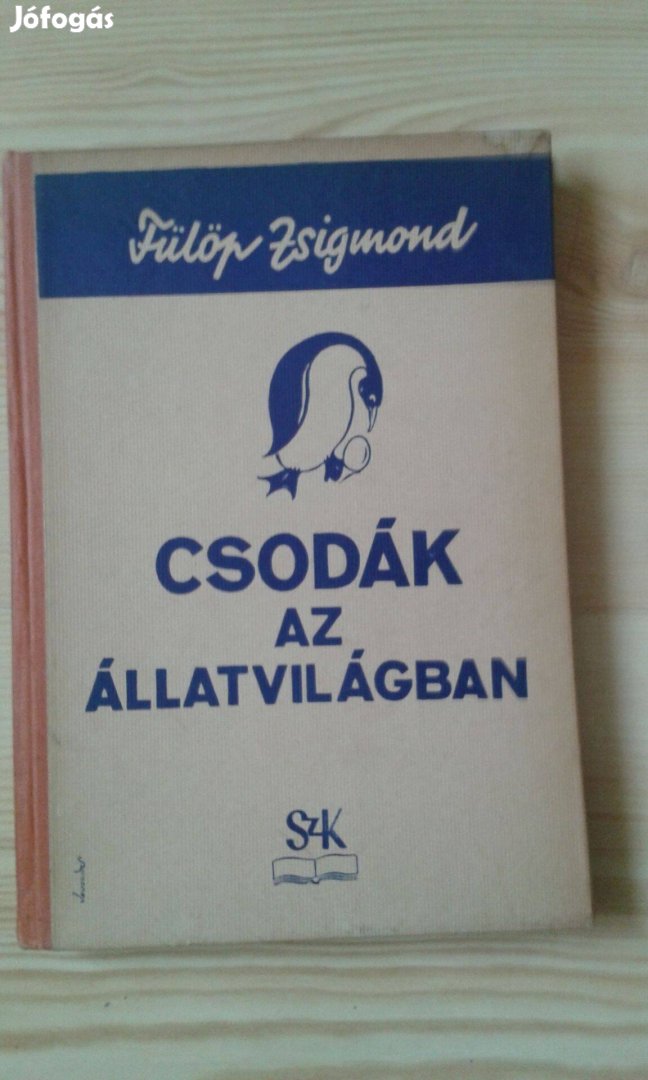 Jófogás
Fülöp Zsigmond
CSODÁK
AZ
ÁLLATVILÁGBAN
SzK